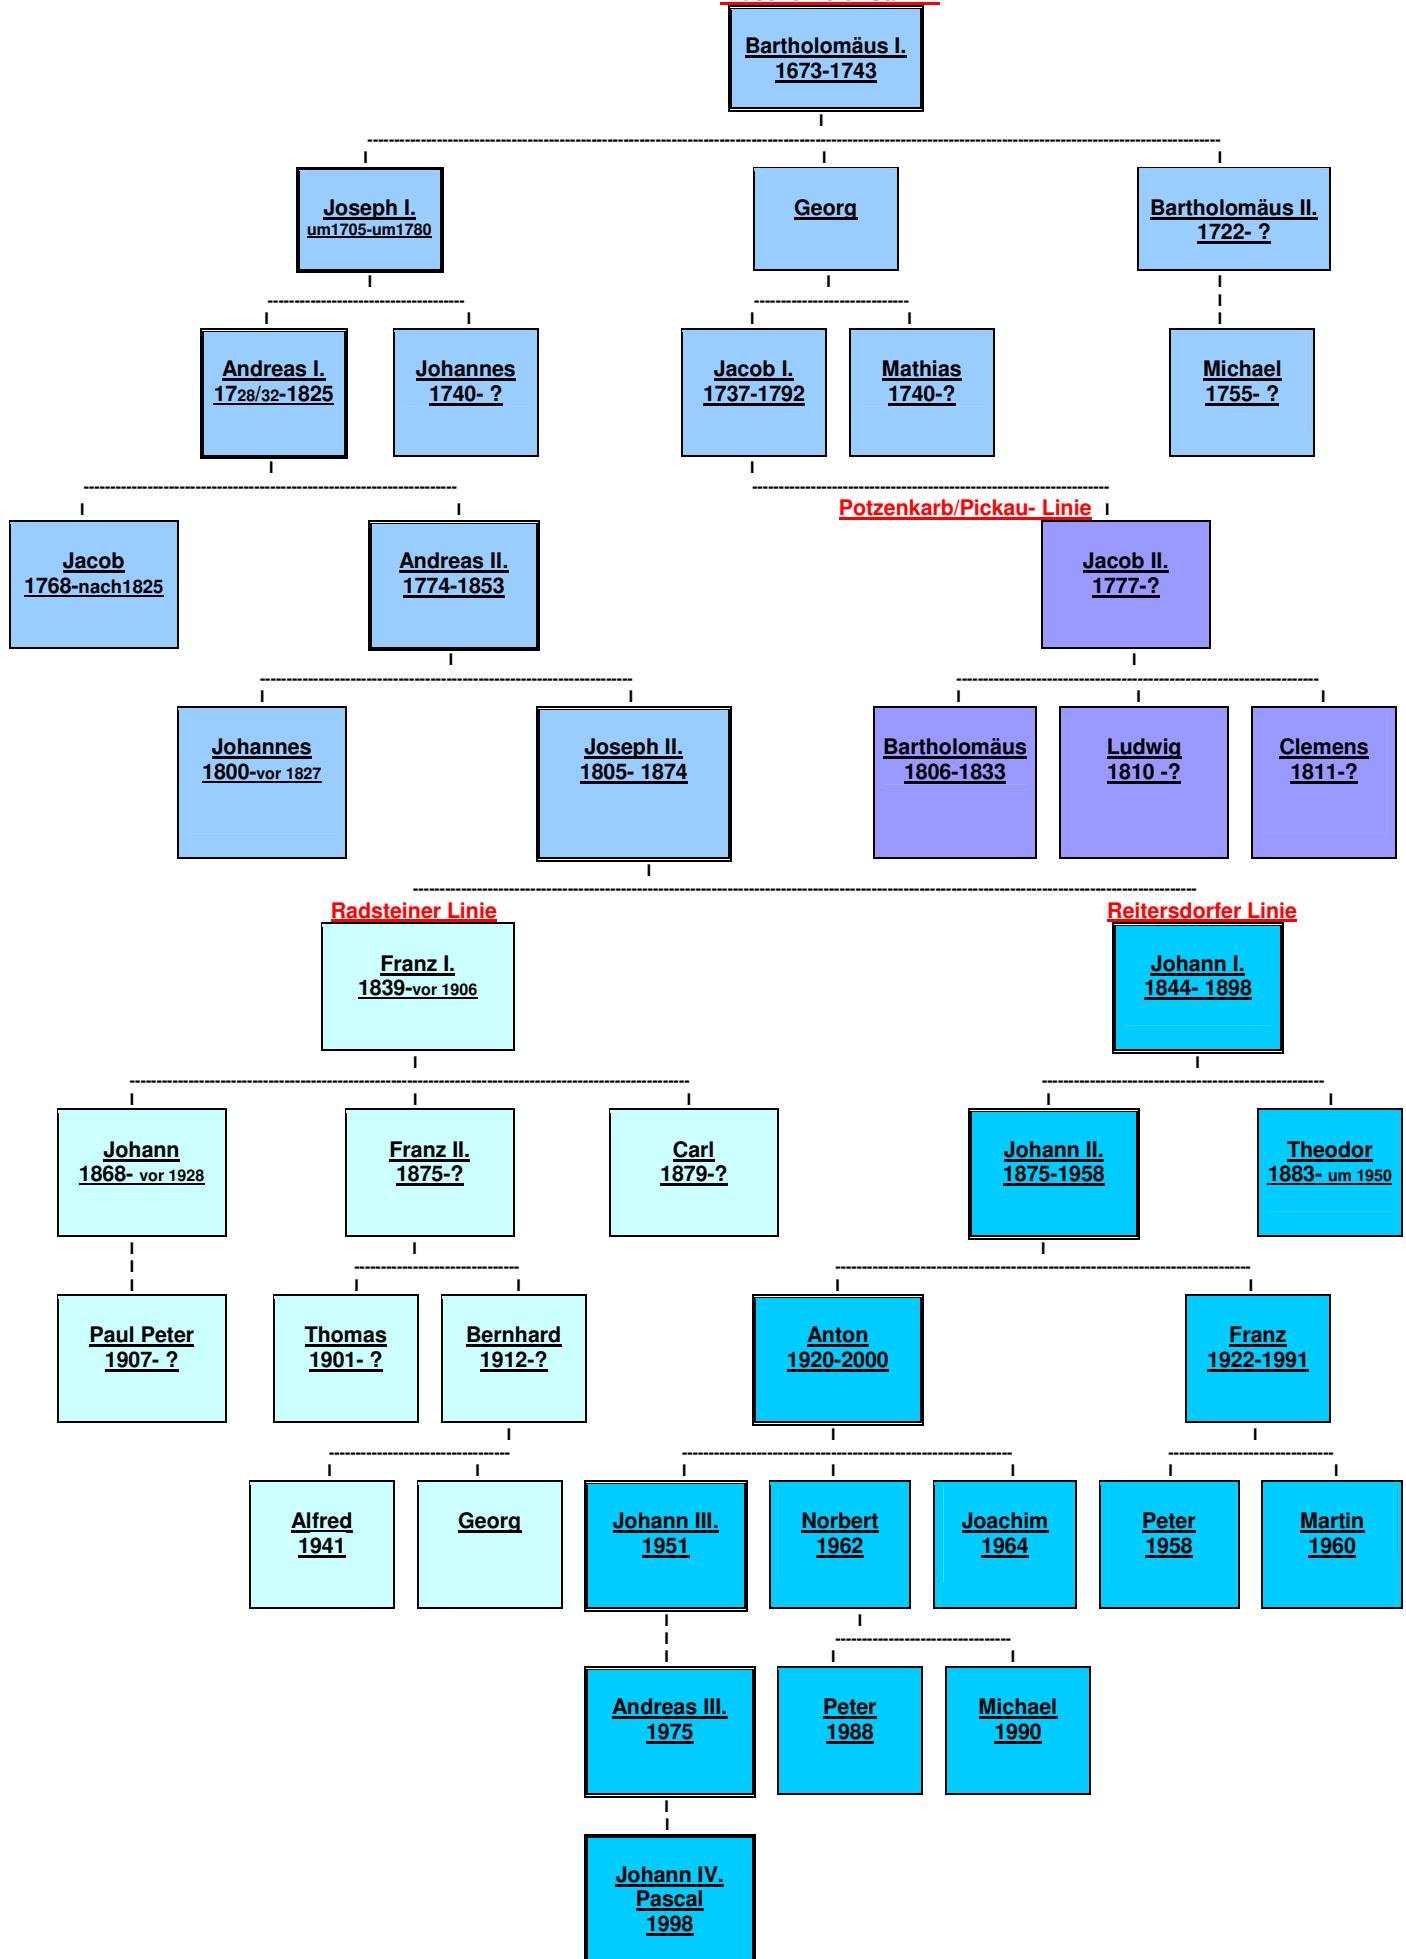 Bartholomäus I.
1673-1743
Joseph I.
um1705-um1780
Georg
Bartholomäus II.
1722- ?
Andreas I.
1728/32-1825
Johannes
1740- ?
Jacob I.
1737-1792
Mathias
1740-?
Michael
1755- ?
Potzenkarb/Pickau- Linie
Jacob
1768-nach1825
Andreas II.
1774-1853
Jacob II.
1777-?
Johannes
1800-vor 1827
Joseph II.
1805- 1874
Bartholomäus
1806-1833
Ludwig
1810 -?
Clemens
1811-?
Radsteiner Linie
Reitersdorfer Linie
Franz I.
1839-vor 1906
Johann I.
1844- 1898
Johann
1868- vor 1928
Franz II.
1875-?
Carl
1879-?
Johann II.
1875-1958
Theodor
1883- um 1950
Paul Peter
1907- ?
Thomas
1901- ?
Bernhard
1912-?
Anton
1920-2000
Franz
1922-1991
Alfred
1941
Georg
Johann III.
1951
Norbert
1962
Joachim
1964
Peter
1958
Martin
1960
Andreas III.
1975
Peter
1988
Michael
1990
Johann IV.
Pascal
1998